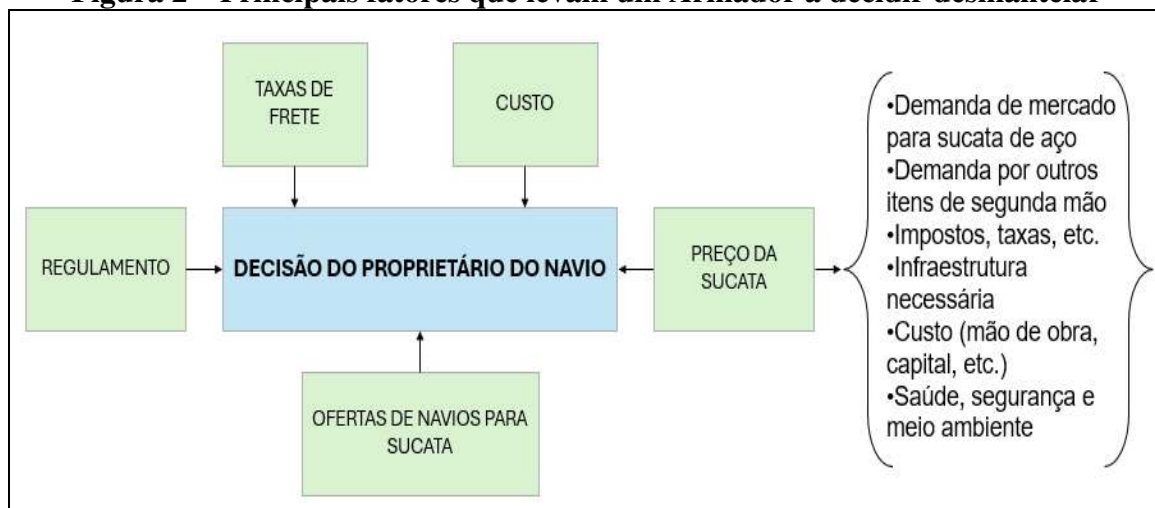 Figura 2 – Principais fatores que levam um Armador a decidir desmantelar
TAXAS DE
FRETE
CUSTO
REGULAMENTO
DECISÃO DO PROPRIETÁRIO DO NAVIO
PREÇO DA
SUCATA
OFERTAS DE NAVIOS PARA
SUCATA
•Demanda de mercado
para sucata de aço
•Demanda por outros
itens de segunda mão
•Impostos, taxas, etc.
•Infraestrutura
necessária
•Custo (mão de obra,
capital, etc.)
•Saúde, segurança e
meio ambiente